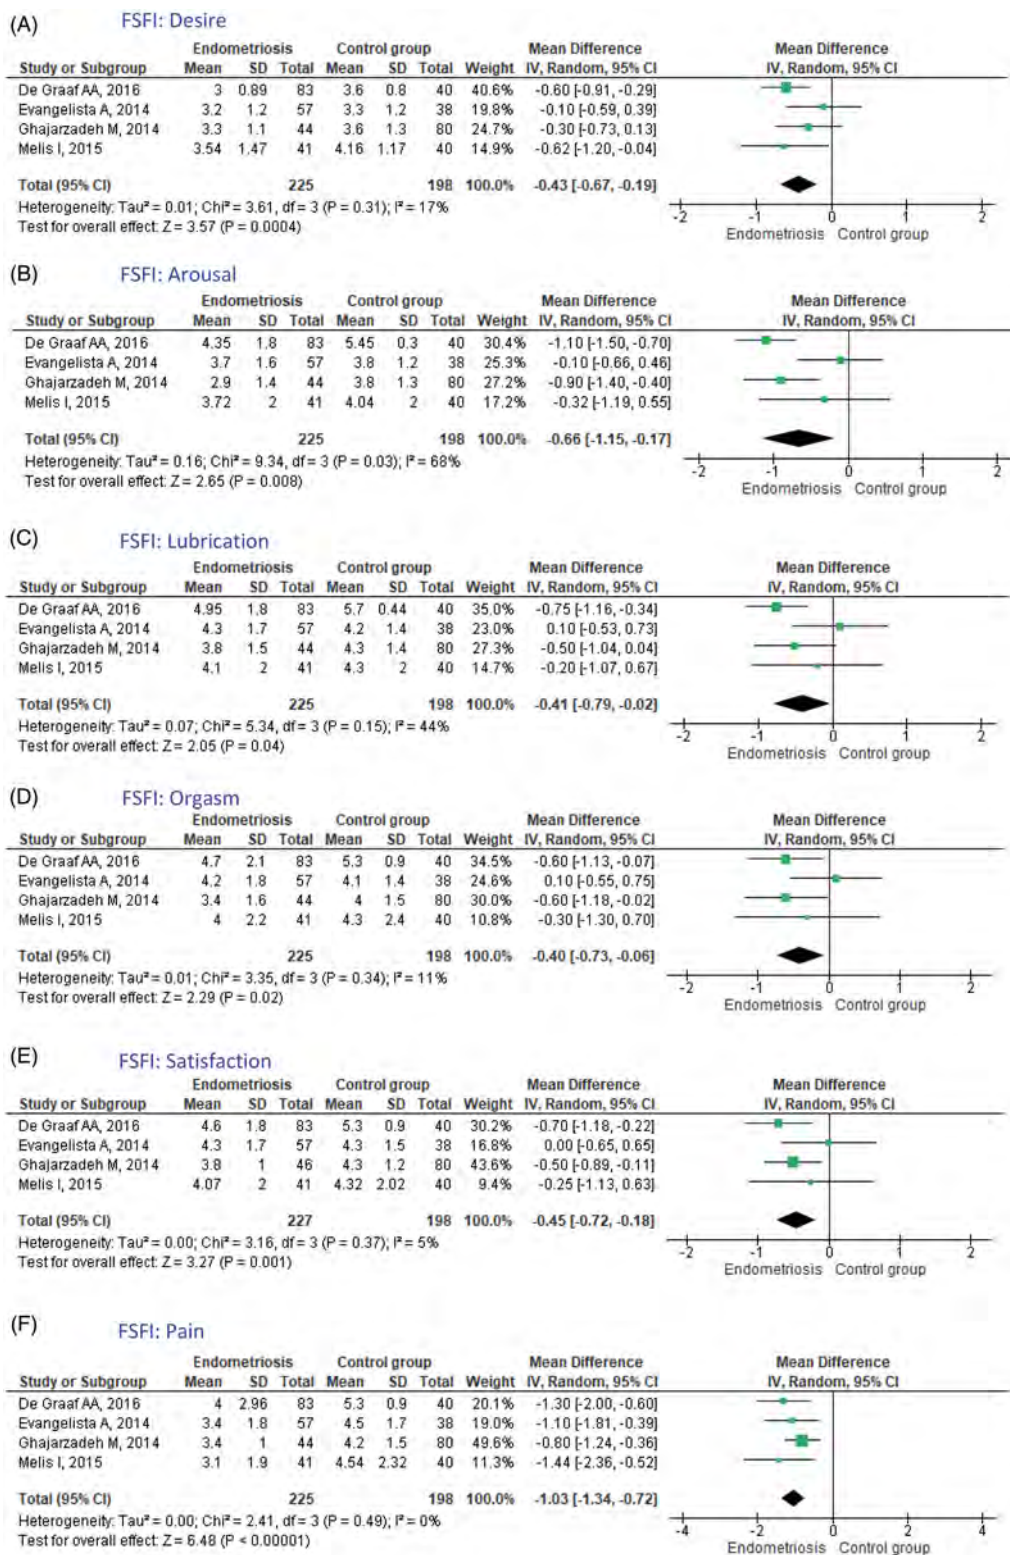 (A) FSFI: Desire
Endometriosis Control group Mean Difference Mean Difference
Study or Subgroup Mean SD Total Mean SD Total Weight IV, Random, 95% CI IV, Random, 95% CI
De Graaf AA, 2016 3 0.89 83 3.6 0.8 40 40.6% -0.60 [-0.91, -0.29]
Evangelista A, 2014 3.2 1.2 57 3.3 1.2 38 19.8% -0.10 [-0.59, 0.39]
Ghajarzadeh M, 2014 3.3 1.1 44 3.6 1.3 80 24.7% -0.30 [-0.73, 0.13]
Melis I, 2015 3.54 1.47 41 4.16 1.17 40 14.9% -0.62 [-1.20, -0.04]
Total (95% CI) 225 198 100.0% -0.43 [-0.67, -0.19]
Heterogeneity: Tau² = 0.01; Chi² = 3.61, df = 3 (P = 0.31); I² = 17%
Test for overall effect: Z = 3.57 (P = 0.0004)
-2 -1 0 1 2
Endometriosis Control group
(B) FSFI: Arousal
Endometriosis Control group Mean Difference Mean Difference
Study or Subgroup Mean SD Total Mean SD Total Weight IV, Random, 95% CI IV, Random, 95% CI
De Graaf AA, 2016 4.35 1.8 83 5.45 0.3 40 30.4% -1.10 [-1.50, -0.70]
Evangelista A, 2014 3.7 1.6 57 3.8 1.2 38 25.3% -0.10 [-0.66, 0.46]
Ghajarzadeh M, 2014 2.9 1.4 44 3.8 1.3 80 27.2% -0.90 [-1.40, -0.40]
Melis I, 2015 3.72 2 41 4.04 2 40 17.2% -0.32 [-1.19, 0.55]
Total (95% CI) 225 198 100.0% -0.66 [-1.15, -0.17]
Heterogeneity: Tau² = 0.16; Chi² = 9.34, df = 3 (P = 0.03); I² = 68%
Test for overall effect: Z = 2.65 (P = 0.008)
-2 -1 0 1 2
Endometriosis Control group
(C) FSFI: Lubrication
Endometriosis Control group Mean Difference Mean Difference
Study or Subgroup Mean SD Total Mean SD Total Weight IV, Random, 95% CI IV, Random, 95% CI
De Graaf AA, 2016 4.95 1.8 83 5.7 0.44 40 35.0% -0.75 [-1.16, -0.34]
Evangelista A, 2014 4.3 1.7 57 4.2 1.4 38 23.0% 0.10 [-0.53, 0.73]
Ghajarzadeh M, 2014 3.8 1.5 44 4.3 1.4 80 27.3% -0.50 [-1.04, 0.04]
Melis I, 2015 4.1 2 41 4.3 2 40 14.7% -0.20 [-1.07, 0.67]
Total (95% CI) 225 198 100.0% -0.41 [-0.79, -0.02]
Heterogeneity: Tau² = 0.07; Chi² = 5.34, df = 3 (P = 0.15); I² = 44%
Test for overall effect: Z = 2.05 (P = 0.04)
-2 -1 0 1 2
Endometriosis Control group
(D) FSFI: Orgasm
Endometriosis Control group Mean Difference Mean Difference
Study or Subgroup Mean SD Total Mean SD Total Weight IV, Random, 95% CI IV, Random, 95% CI
De Graaf AA, 2016 4.7 2.1 83 5.3 0.9 40 34.5% -0.60 [-1.13, -0.07]
Evangelista A, 2014 4.2 1.8 57 4.1 1.4 38 24.6% 0.10 [-0.55, 0.75]
Ghajarzadeh M, 2014 3.4 1.6 44 4 1.5 80 30.0% -0.60 [-1.18, -0.02]
Melis I, 2015 4 2.2 41 4.3 2.4 40 10.8% -0.30 [-1.30, 0.70]
Total (95% CI) 225 198 100.0% -0.40 [-0.73, -0.06]
Heterogeneity: Tau² = 0.01; Chi² = 3.35, df = 3 (P = 0.34); I² = 11%
Test for overall effect: Z = 2.29 (P = 0.02)
-2 -1 0 1 2
Endometriosis Control group
(E) FSFI: Satisfaction
Endometriosis Control group Mean Difference Mean Difference
Study or Subgroup Mean SD Total Mean SD Total Weight IV, Random, 95% CI IV, Random, 95% CI
De Graaf AA, 2016 4.6 1.8 83 5.3 0.9 40 30.2% -0.70 [-1.18, -0.22]
Evangelista A, 2014 4.3 1.7 57 4.3 1.5 38 16.8% 0.00 [-0.65, 0.65]
Ghajarzadeh M, 2014 3.8 1 46 4.3 1.2 80 43.6% -0.50 [-0.89, -0.11]
Melis I, 2015 4.07 2 41 4.32 2.02 40 9.4% -0.25 [-1.13, 0.63]
Total (95% CI) 227 198 100.0% -0.45 [-0.72, -0.18]
Heterogeneity: Tau² = 0.00; Chi² = 3.16, df = 3 (P = 0.37); I² = 5%
Test for overall effect: Z = 3.27 (P = 0.001)
-2 -1 0 1 2
Endometriosis Control group
(F) FSFI: Pain
Endometriosis Control group Mean Difference Mean Difference
Study or Subgroup Mean SD Total Mean SD Total Weight IV, Random, 95% CI IV, Random, 95% CI
De Graaf AA, 2016 4 2.96 83 5.3 0.9 40 20.1% -1.30 [-2.00, -0.60]
Evangelista A, 2014 3.4 1.8 57 4.5 1.7 38 19.0% -1.10 [-1.81, -0.39]
Ghajarzadeh M, 2014 3.4 1 44 4.2 1.5 80 49.6% -0.80 [-1.24, -0.36]
Melis I, 2015 3.1 1.9 41 4.54 2.32 40 11.3% -1.44 [-2.36, -0.52]
Total (95% CI) 225 198 100.0% -1.03 [-1.34, -0.72]
Heterogeneity: Tau² = 0.00; Chi² = 2.41, df = 3 (P = 0.49); I² = 0%
Test for overall effect: Z = 6.48 (P < 0.00001)
-4 -2 0 2 4
Endometriosis Control group